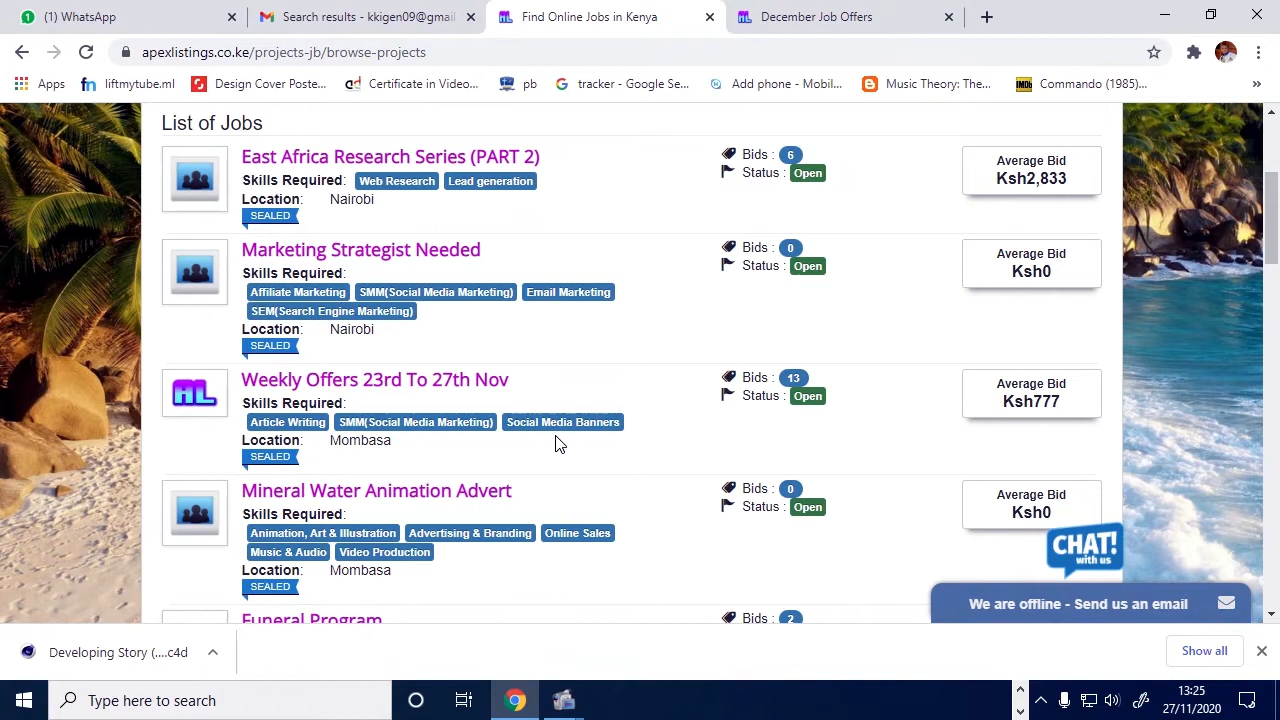 1 WhatsApp
Search results - kkigen09@gmail
Find Online Jobs in Kenya
December Job Offers
apexlistings.co.ke/projects-jb/browse-projects
Apps
liftmytube.ml
Design Cover Poste...
Certificate in Video...
pb
tracker - Google Se...
Add phone - Mobil...
Music Theory: The...
Commando (1985)...
List of Jobs
East Africa Research Series (PART 2)
Skills Required: Web Research Lead generation
Location: Nairobi
SEALED
Bids : 6
Status : Open
Average Bid
Ksh2,833
Marketing Strategist Needed
Skills Required:
Affiliate Marketing SMM(Social Media Marketing) Email Marketing
SEM(Search Engine Marketing)
Location: Nairobi
SEALED
Bids : 0
Status : Open
Average Bid
Ksh0
Weekly Offers 23rd To 27th Nov
Skills Required:
Article Writing SMM(Social Media Marketing) Social Media Banners
Location: Mombasa
SEALED
Bids : 13
Status : Open
Average Bid
Ksh777
Mineral Water Animation Advert
Skills Required:
Animation, Art & Illustration Advertising & Branding Online Sales
Music & Audio Video Production
Location: Mombasa
SEALED
Bids : 0
Status : Open
Average Bid
Ksh0
CHAT!
with us
We are offline - Send us an email
Funeral Program
Bids : 2
Developing Story (....c4d
Show all
Type here to search
13:25
27/11/2020